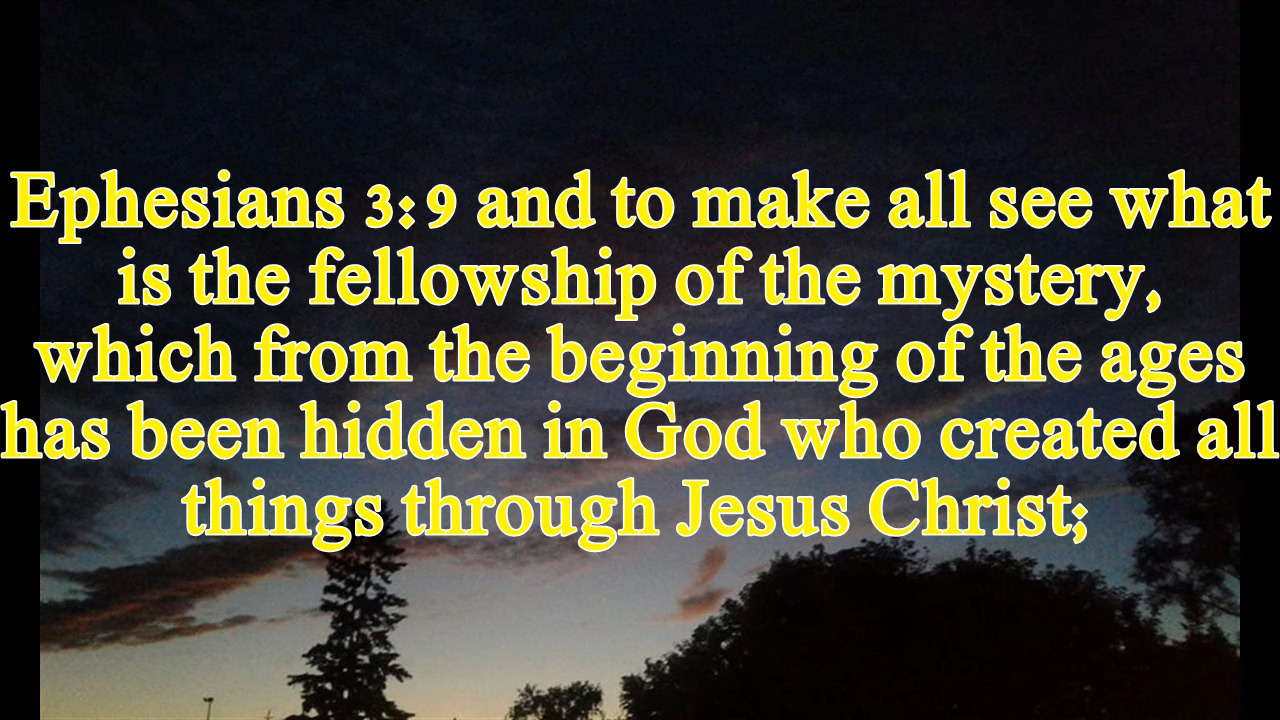 Ephesians 3:9 and to make all see what
is the fellowship of the mystery,
which from the beginning of the ages
has been hidden in God who created all
things through Jesus Christ;